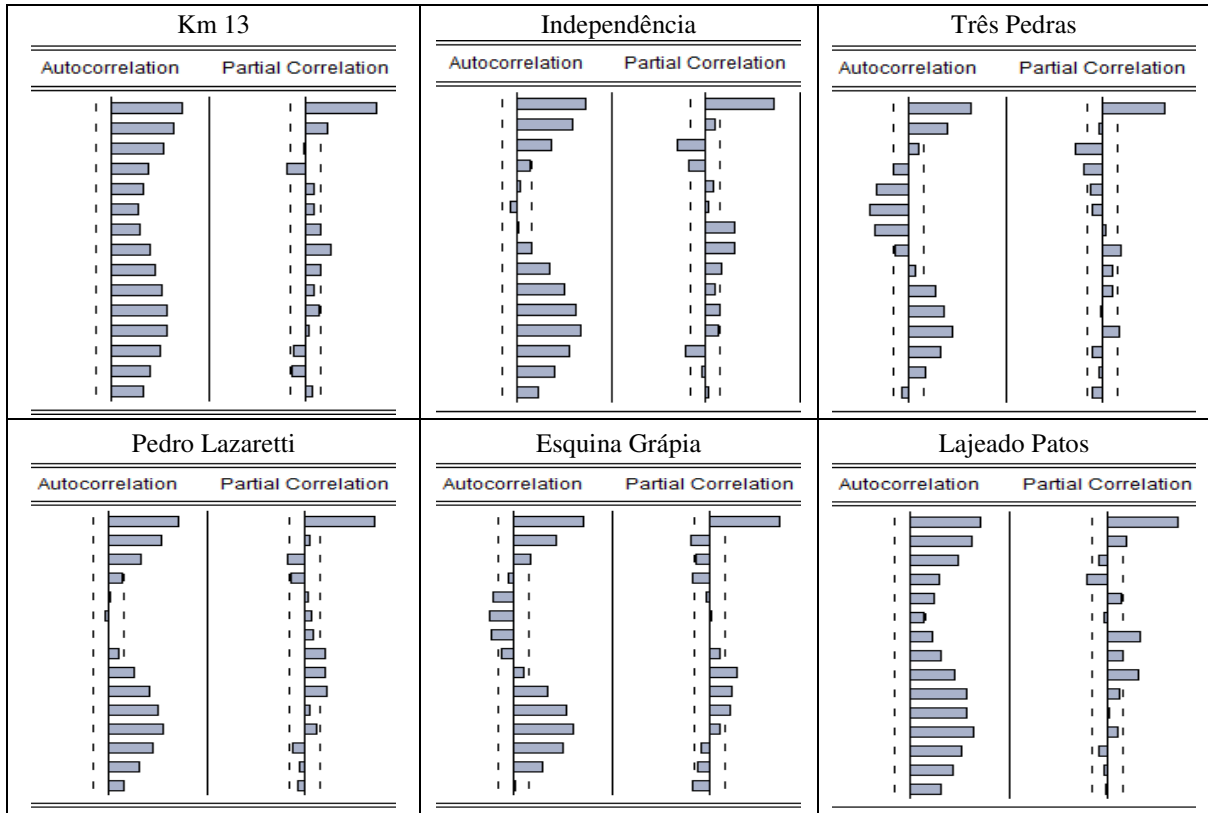 Km 13
Autocorrelation Partial Correlation
Independência
Autocorrelation Partial Correlation
Três Pedras
Autocorrelation Partial Correlation
Pedro Lazaretti
Autocorrelation Partial Correlation
Esquina Grápia
Autocorrelation Partial Correlation
Lajeado Patos
Autocorrelation Partial Correlation